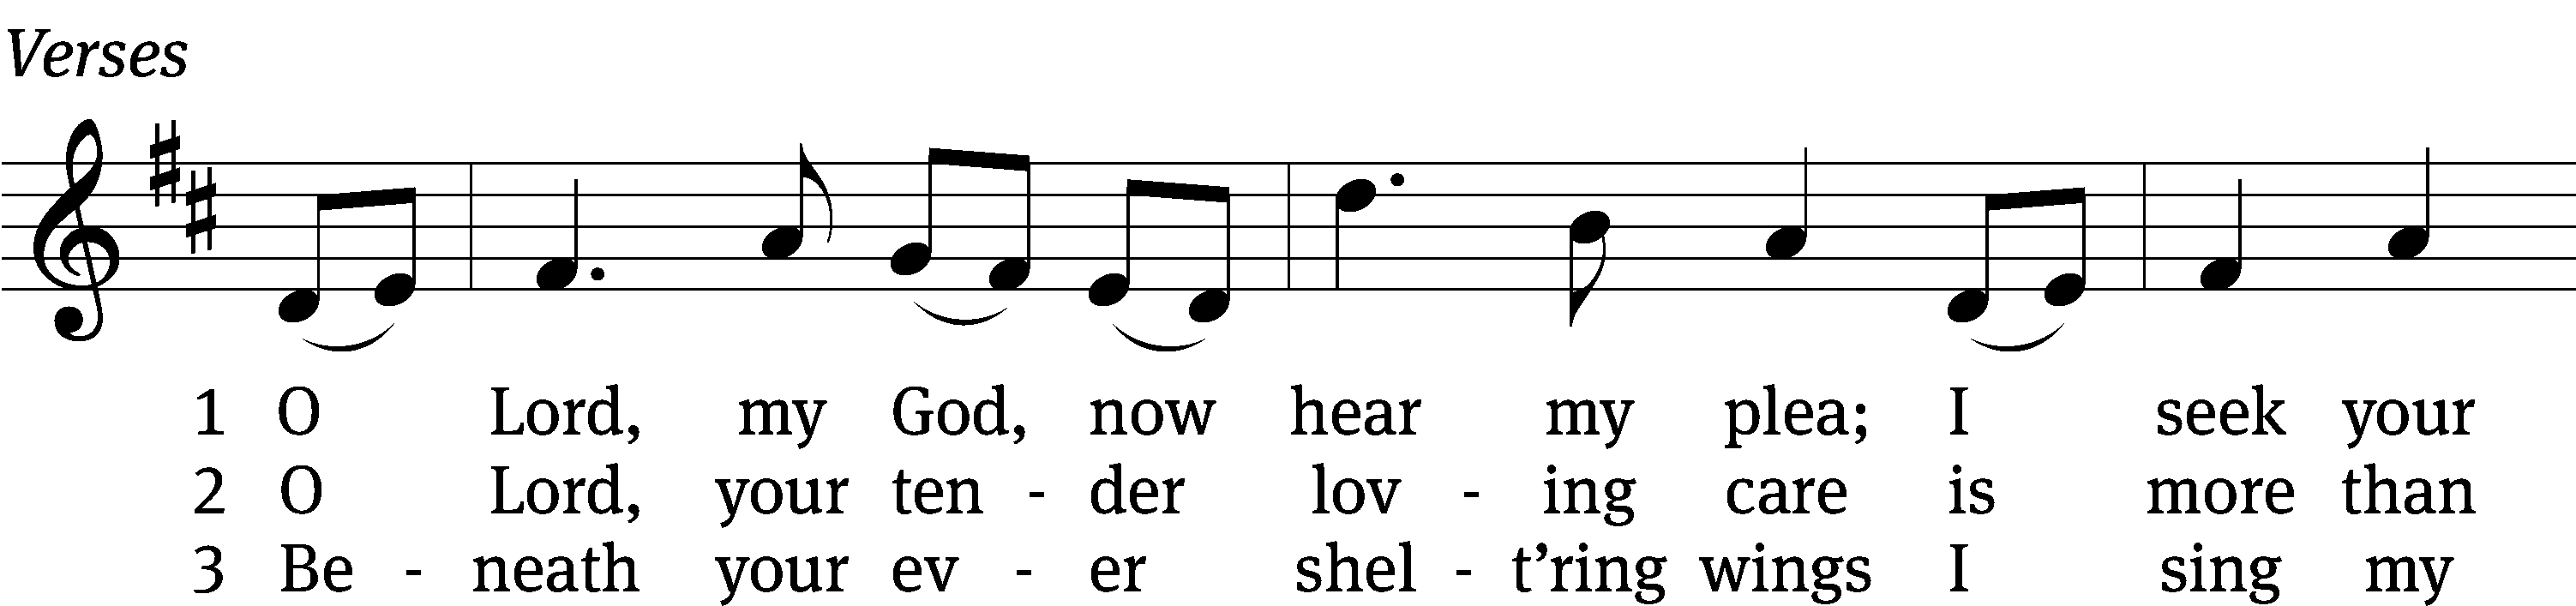 Verses
1 O Lord, my God, now hear my plea; I seek your
2 O Lord, your ten - der lov - ing care is more than
3 Be - neath your ev - er shel - t’ring wings I sing my